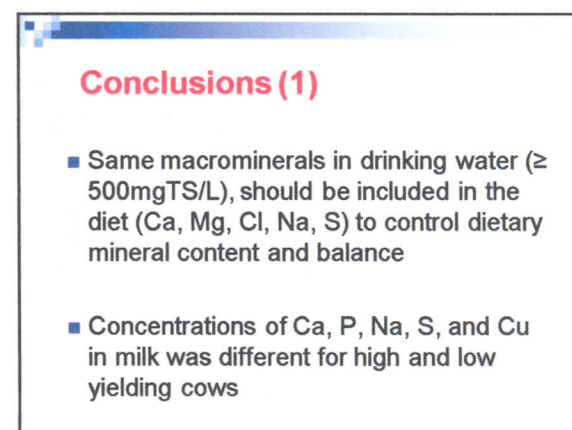 Conclusions (1)
■ Same macrominerals in drinking water (≥
500mgTS/L), should be included in the
diet (Ca, Mg, Cl, Na, S) to control dietary
mineral content and balance
■ Concentrations of Ca, P, Na, S, and Cu
in milk was different for high and low
yielding cows